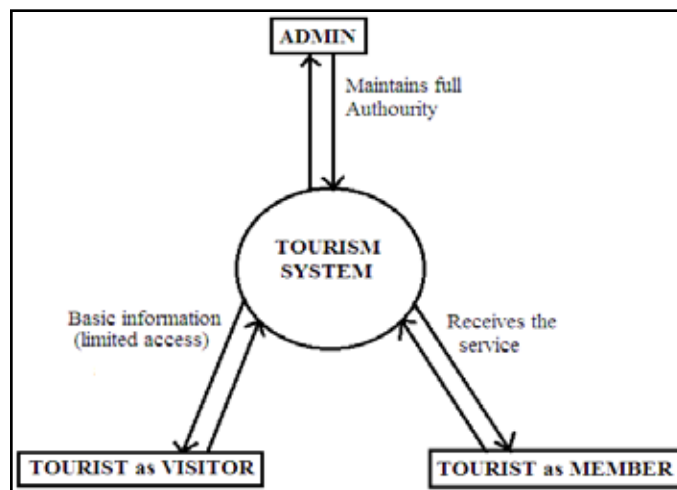 ADMIN
Maintains full
Authourity
TOURISM
SYSTEM
Basic information
(limited access)
Receives the
service
TOURIST as VISITOR
TOURIST as MEMBER